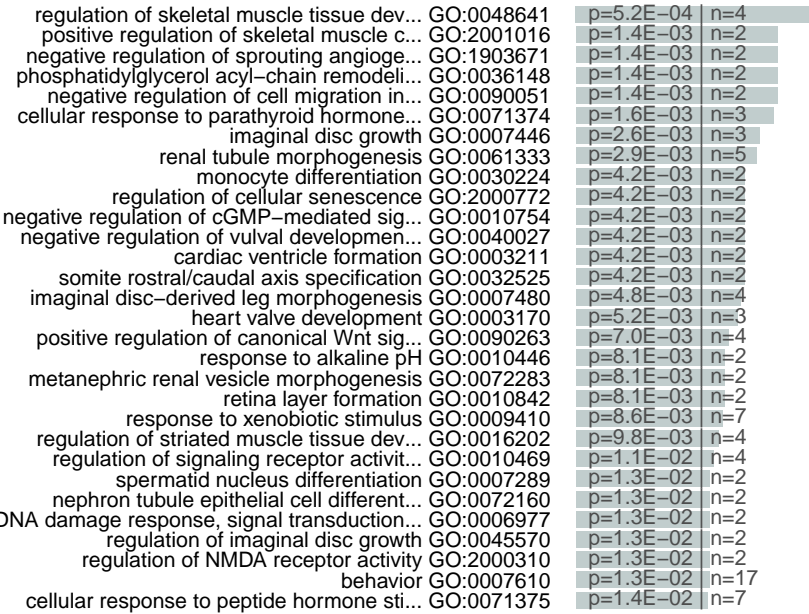 regulation of skeletal muscle tissue dev... GO:0048641 p=5.2E−04 n=4
positive regulation of skeletal muscle c... GO:2001016 p=1.4E−03 n=2
negative regulation of sprouting angioge... GO:1903671 p=1.4E−03 n=2
phosphatidylglycerol acyl−chain remodeli... GO:0036148 p=1.4E−03 n=2
negative regulation of cell migration in... GO:0090051 p=1.4E−03 n=2
cellular response to parathyroid hormone... GO:0071374 p=1.6E−03 n=3
imaginal disc growth GO:0007446 p=2.6E−03 n=3
renal tubule morphogenesis GO:0061333 p=2.9E−03 n=5
monocyte differentiation GO:0030224 p=4.2E−03 n=2
regulation of cellular senescence GO:2000772 p=4.2E−03 n=2
negative regulation of cGMP−mediated sig... GO:0010754 p=4.2E−03 n=2
negative regulation of vulval developmen... GO:0040027 p=4.2E−03 n=2
cardiac ventricle formation GO:0003211 p=4.2E−03 n=2
somite rostral/caudal axis specification GO:0032525 p=4.2E−03 n=2
imaginal disc−derived leg morphogenesis GO:0007480 p=4.8E−03 n=4
heart valve development GO:0003170 p=5.2E−03 n=3
positive regulation of canonical Wnt sig... GO:0090263 p=7.0E−03 n=4
response to alkaline pH GO:0010446 p=8.1E−03 n=2
metanephric renal vesicle morphogenesis GO:0072283 p=8.1E−03 n=2
retina layer formation GO:0010842 p=8.1E−03 n=2
response to xenobiotic stimulus GO:0009410 p=8.6E−03 n=7
regulation of striated muscle tissue dev... GO:0016202 p=9.8E−03 n=4
regulation of signaling receptor activit... GO:0010469 p=1.1E−02 n=4
spermatid nucleus differentiation GO:0007289 p=1.3E−02 n=2
nephron tubule epithelial cell different... GO:0072160 p=1.3E−02 n=2
DNA damage response, signal transduction... GO:0006977 p=1.3E−02 n=2
regulation of imaginal disc growth GO:0045570 p=1.3E−02 n=2
regulation of NMDA receptor activity GO:2000310 p=1.3E−02 n=2
behavior GO:0007610 p=1.3E−02 n=17
cellular response to peptide hormone sti... GO:0071375 p=1.4E−02 n=7